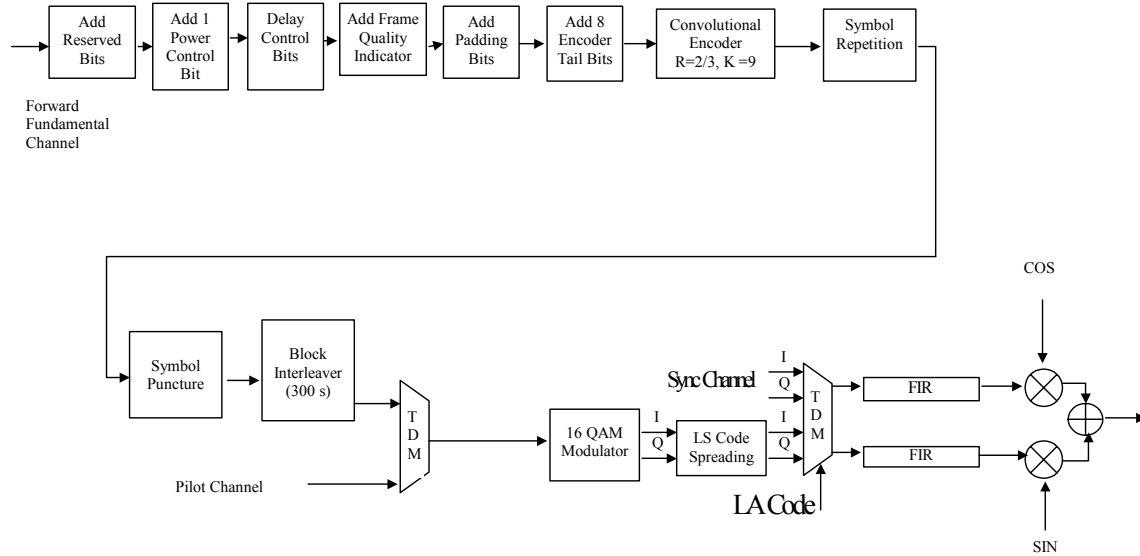 Add
Reserved
Bits
Add 1
Power
Control
Bit
Delay
Control
Bits
Add Frame
Quality
Indicator
Add
Padding
Bits
Add 8
Encoder
Tail Bits
Convolutional
Encoder
R=2/3, K =9
Symbol
Repetition
Forward
Fundamental
Channel
COS
Symbol
Puncture
Block
Interleaver
(300 s)
T
D
M
Pilot Channel
16 QAM
Modulator
I
Q
LS Code
Spreading
Sync Channel
I
Q
I
Q
T
D
M
LA Code
FIR
FIR
SIN